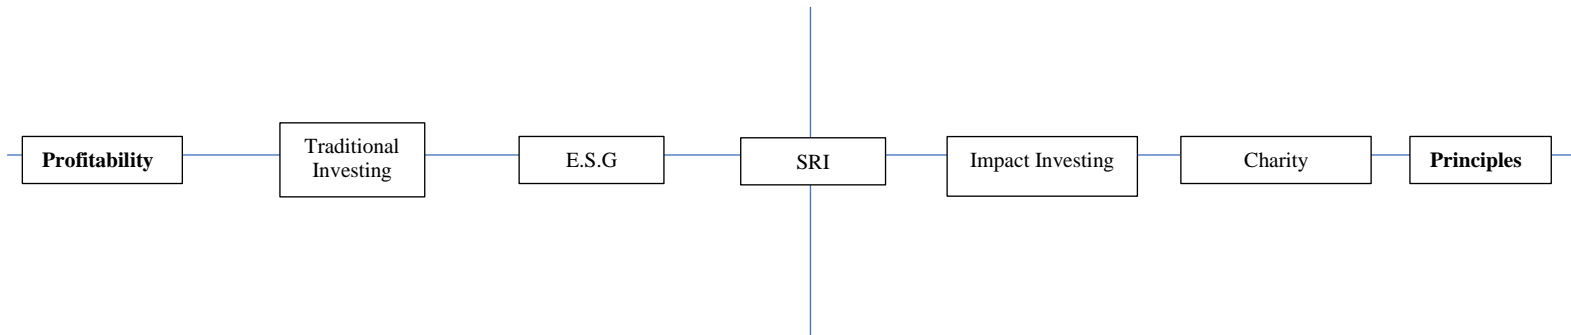 Profitability
Traditional
Investing
E.S.G
SRI
Impact Investing
Charity
Principles